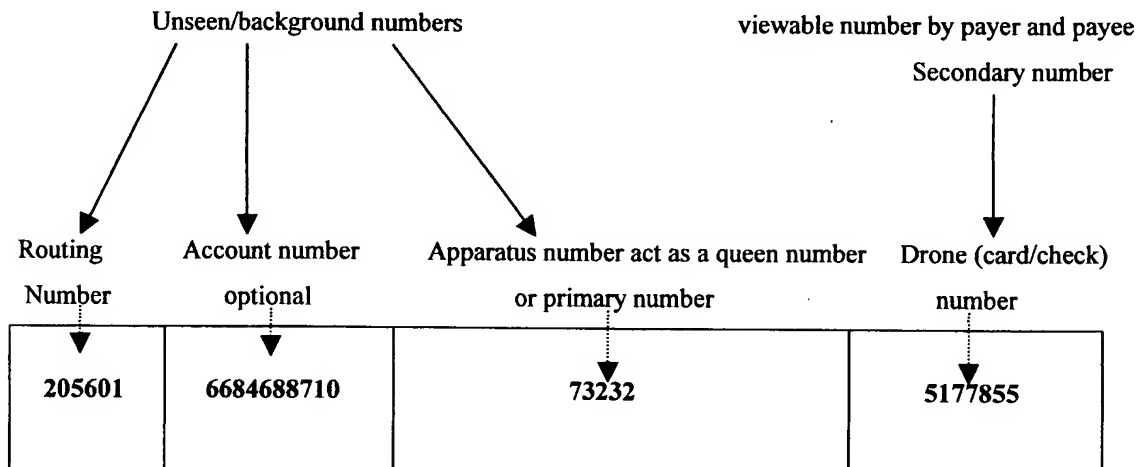 Unseen/background numbers
viewable number by payer and payee
Secondary number
Routing
Number
Account number
optional
Apparatus number act as a queen number
or primary number
Drone (card/check)
number
205601
6684688710
73232
5177855